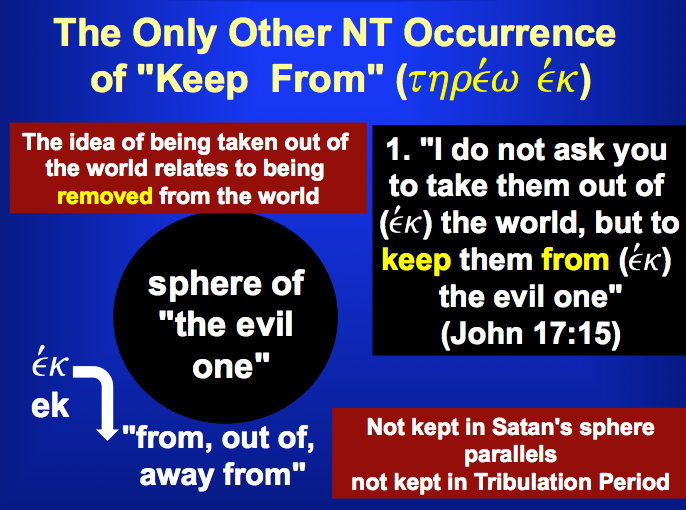 The Only Other NT Occurrence
of "Keep  From" (τηρέω ἐκ)
The idea of being taken out of
the world relates to being
removed from the world
1. "I do not ask you
to take them out of
(ἐκ) the world, but to
keep them from (ἐκ)
the evil one"
(John 17:15)
sphere of
"the evil
one"
ἐκ
ek
"from, out of,
away from"
Not kept in Satan's sphere
parallels
not kept in Tribulation Period